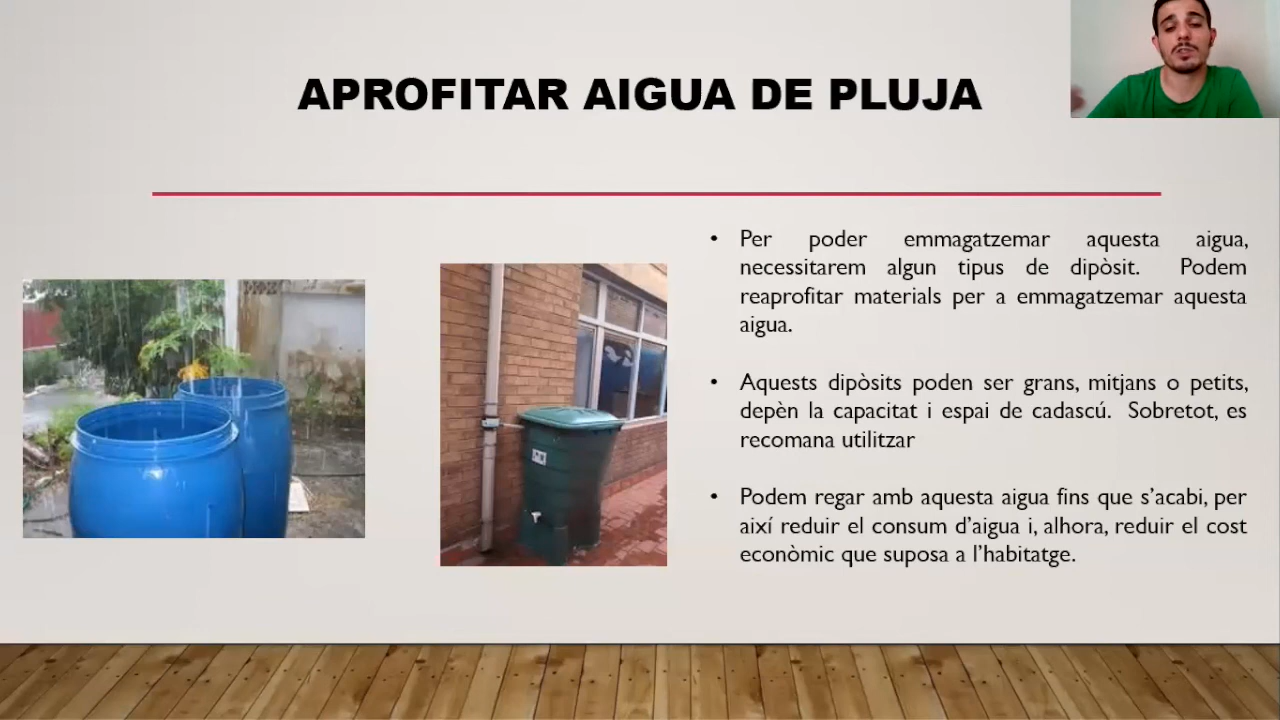 APROFITAR AIGUA DE PLUJA
• Per poder emmagatzemar aquesta aigua,
necessitarem algun tipus de dipòsit. Podem
reaprofitar materials per a emmagatzemar aquesta
aigua.
• Aquests dipòsits poden ser grans, mitjans o petits,
depèn la capacitat i espai de cadascú. Sobretot, es
recomana utilitzar
• Podem regar amb aquesta aigua fins que s’acabi, per
així reduir el consum d’aigua i, alhora, reduir el cost
econòmic que suposa a l’habitatge.